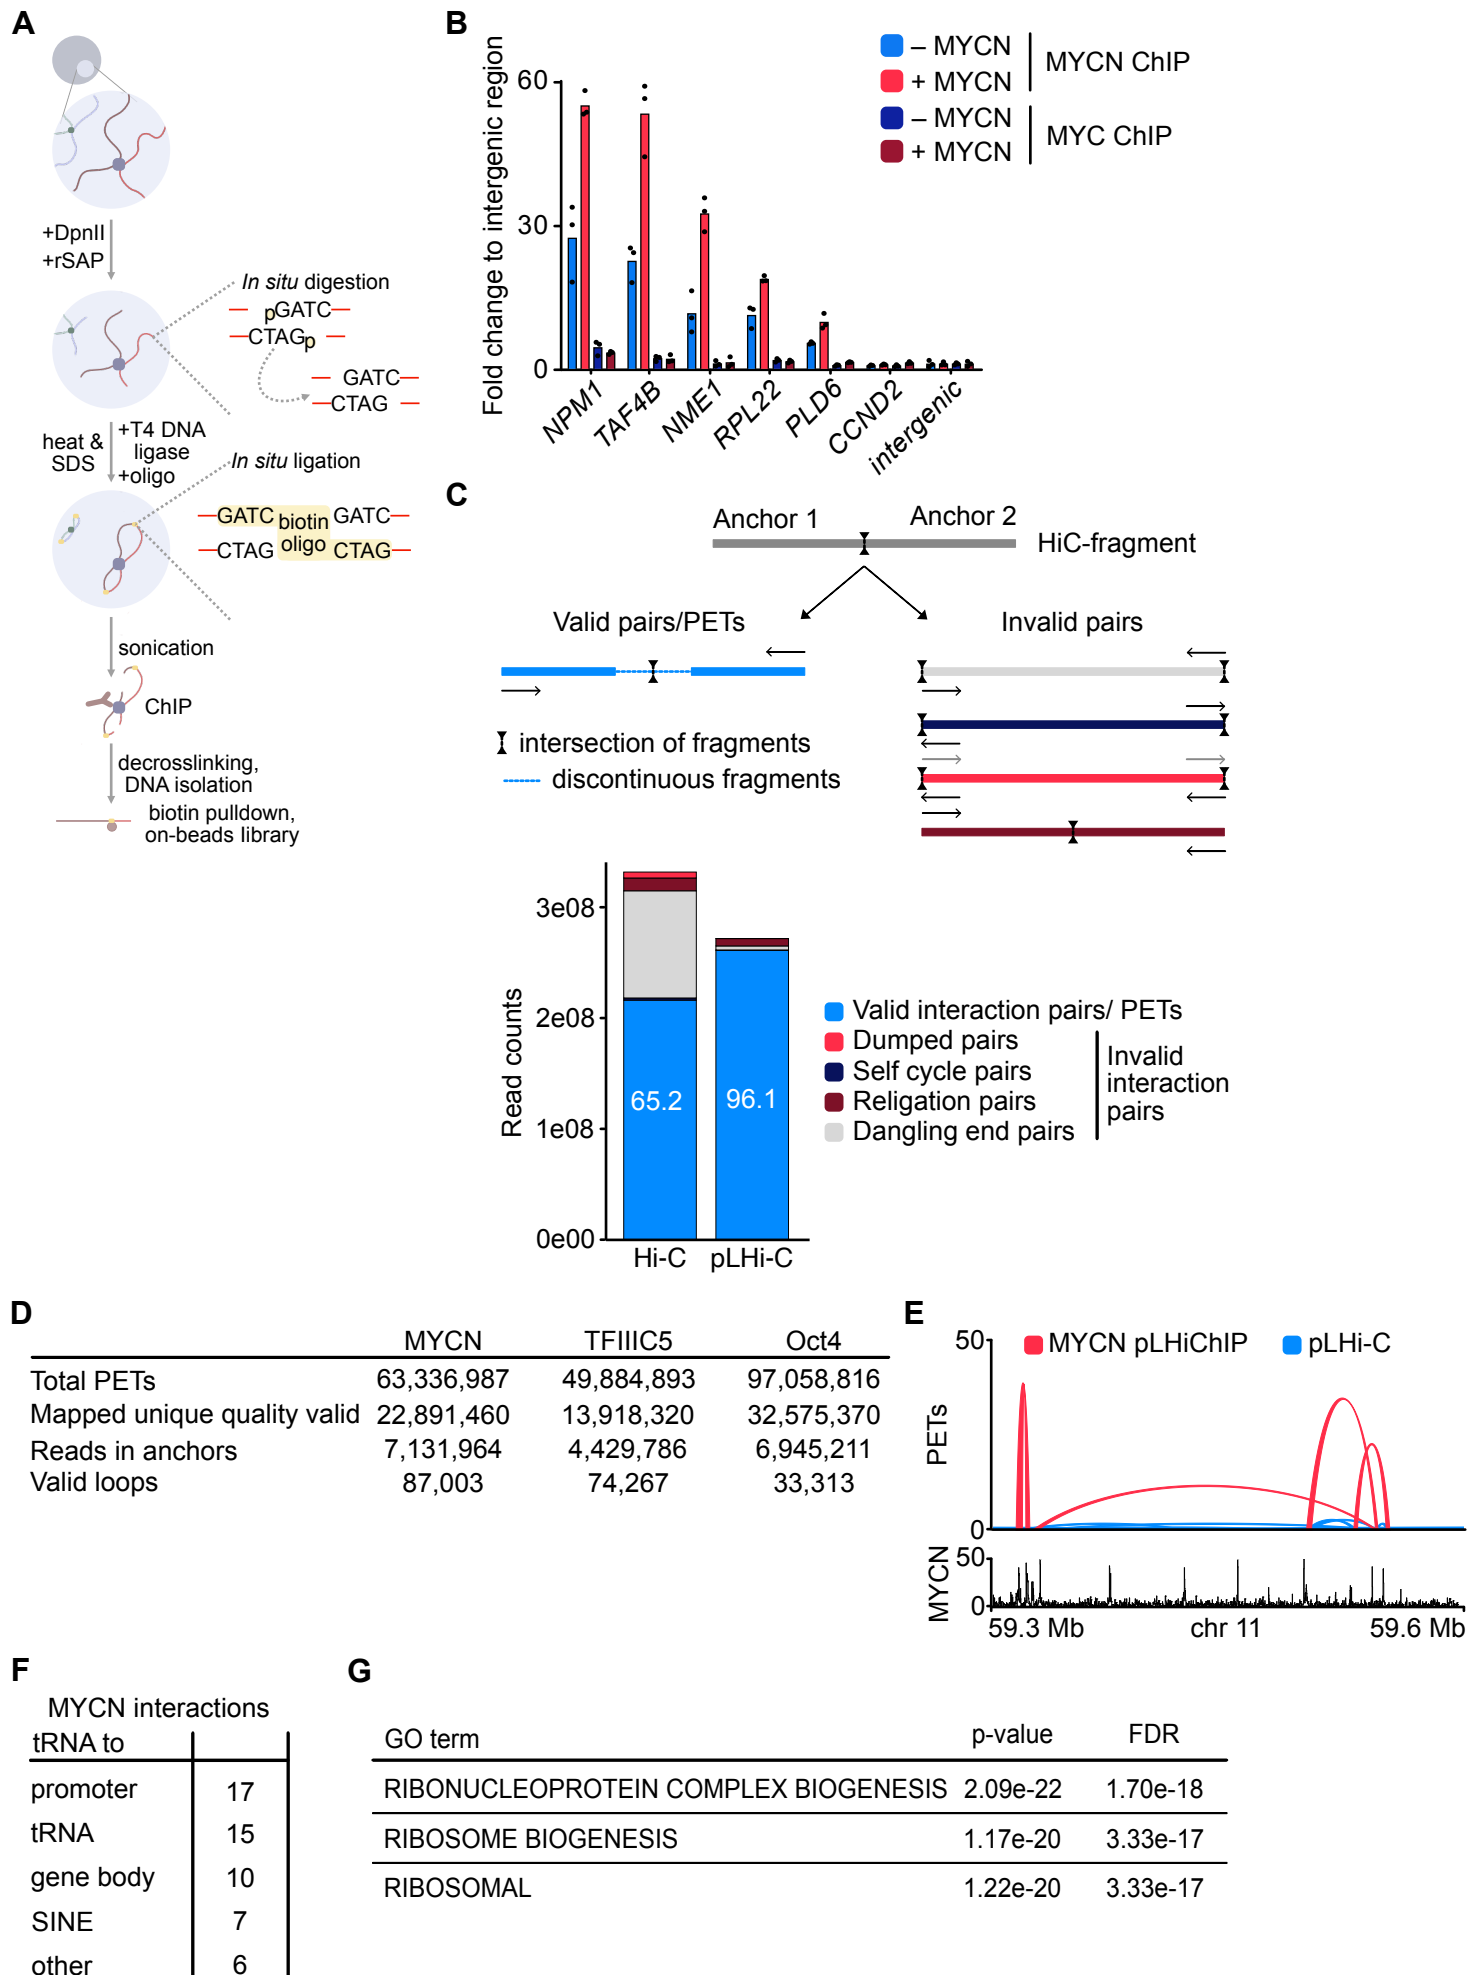 A
+DpnII
+rSAP
In situ digestion
pGATC
CTAGp
GATC
CTAG
heat &
SDS
+T4 DNA
ligase
+oligo
In situ ligation
GATC biotin GATC
CTAG oligo CTAG
sonication
ChIP
decrosslinking,
DNA isolation
biotin pulldown,
on-beads library
B
Fold change to intergenic region
60
30
0
NPM1
TAF4B
NME1
RPL22
PLD6
CCND2
intergenic
– MYCN
+ MYCN
MYCN ChIP
– MYCN
+ MYCN
MYC ChIP
C
Anchor 1
Anchor 2
HiC-fragment
Valid pairs/PETs
Invalid pairs
intersection of fragments
discontinuous fragments
Read counts
3e08
2e08
1e08
0e00
65.2
96.1
Hi-C
pLHi-C
Valid interaction pairs/ PETs
Dumped pairs
Self cycle pairs
Religation pairs
Dangling end pairs
Invalid
interaction
pairs
D
MYCN TFIIIC5 Oct4
Total PETs 63,336,987 49,884,893 97,058,816
Mapped unique quality valid 22,891,460 13,918,320 32,575,370
Reads in anchors 7,131,964 4,429,786 6,945,211
Valid loops 87,003 74,267 33,313
E
MYCN pLHiChIP
pLHi-C
PETs
50
0
MYCN
50
0
59.3 Mb
chr 11
59.6 Mb
F
MYCN interactions
tRNA to
promoter 17
tRNA 15
gene body 10
SINE 7
other 6
G
GO term p-value FDR
RIBONUCLEOPROTEIN COMPLEX BIOGENESIS 2.09e-22 1.70e-18
RIBOSOME BIOGENESIS 1.17e-20 3.33e-17
RIBOSOMAL 1.22e-20 3.33e-17